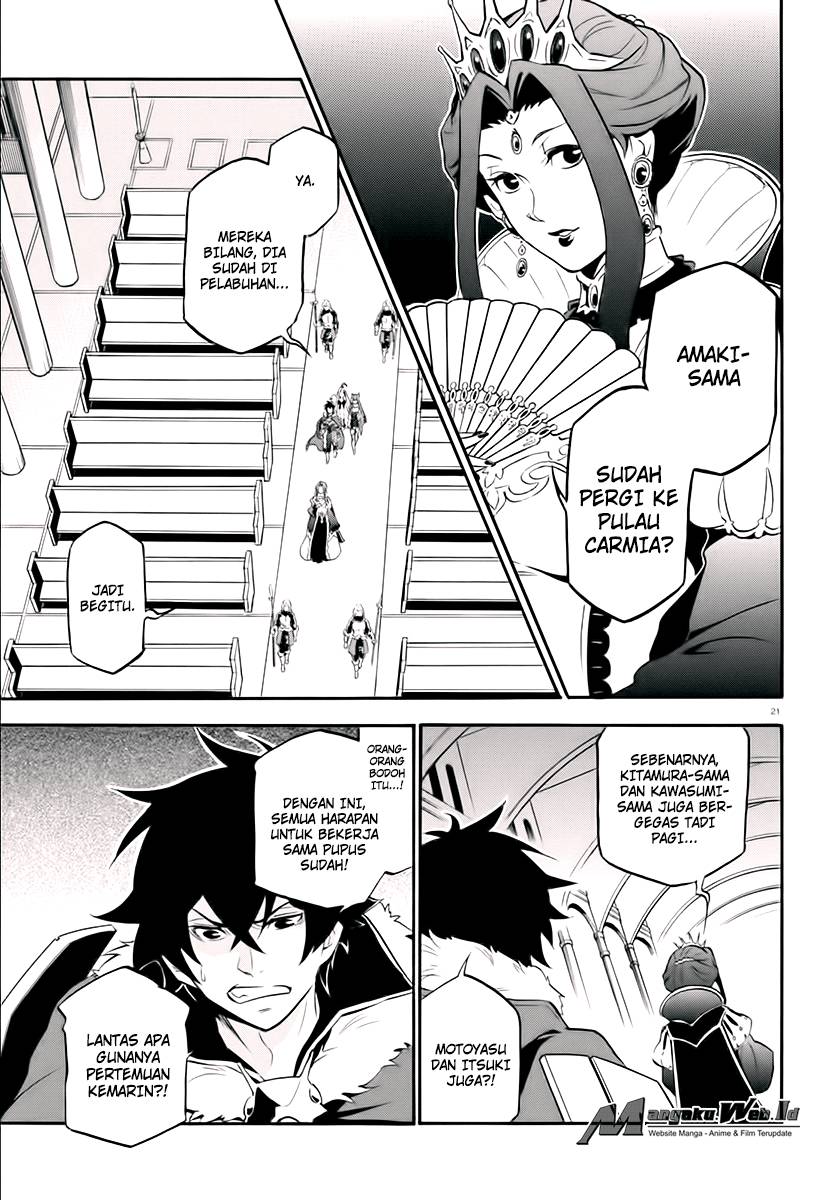 AMAKI-
SAMA
SUDAH
PERGI KE
PULAU
CARMIA?
YA.
MEREKA
BILANG, DIA
SUDAH DI
PELABUHAN...
JADI
BEGITU.
21
SEBENARNYA,
KITAMURA-SAMA
DAN KAWASUMI-
SAMA JUGA BER-
GEGAS TADI
PAGI...
MOTOYASU
DAN ITSUKI
JUGA?!
ORANG-
ORANG
BODOH
ITU...!
DENGAN INI,
SEMUA HARAPAN
UNTUK BEKERJA
SAMA PUPUS
SUDAH!
LANTAS APA
GUNANYA
PERTEMUAN
KEMARIN?!
Mangaku.Web.Id
Website Manga - Anime & Film Terupdate